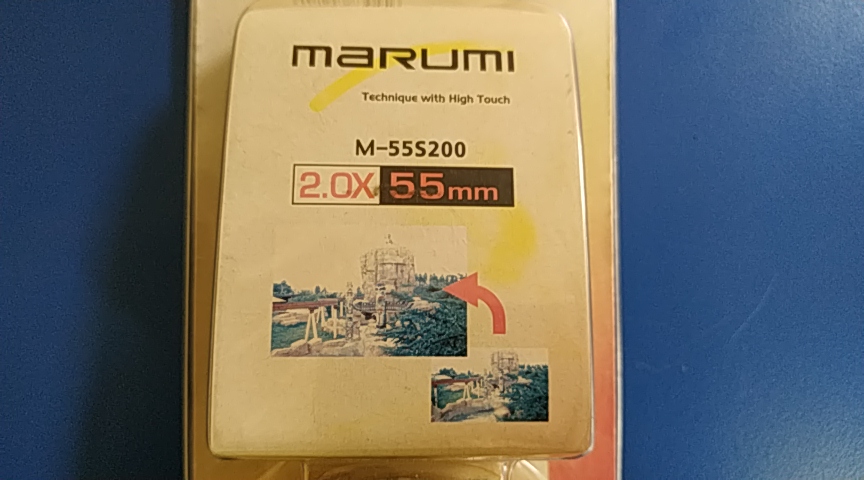 marumi
Technique with High Touch
M-55S200
2.0X 55mm